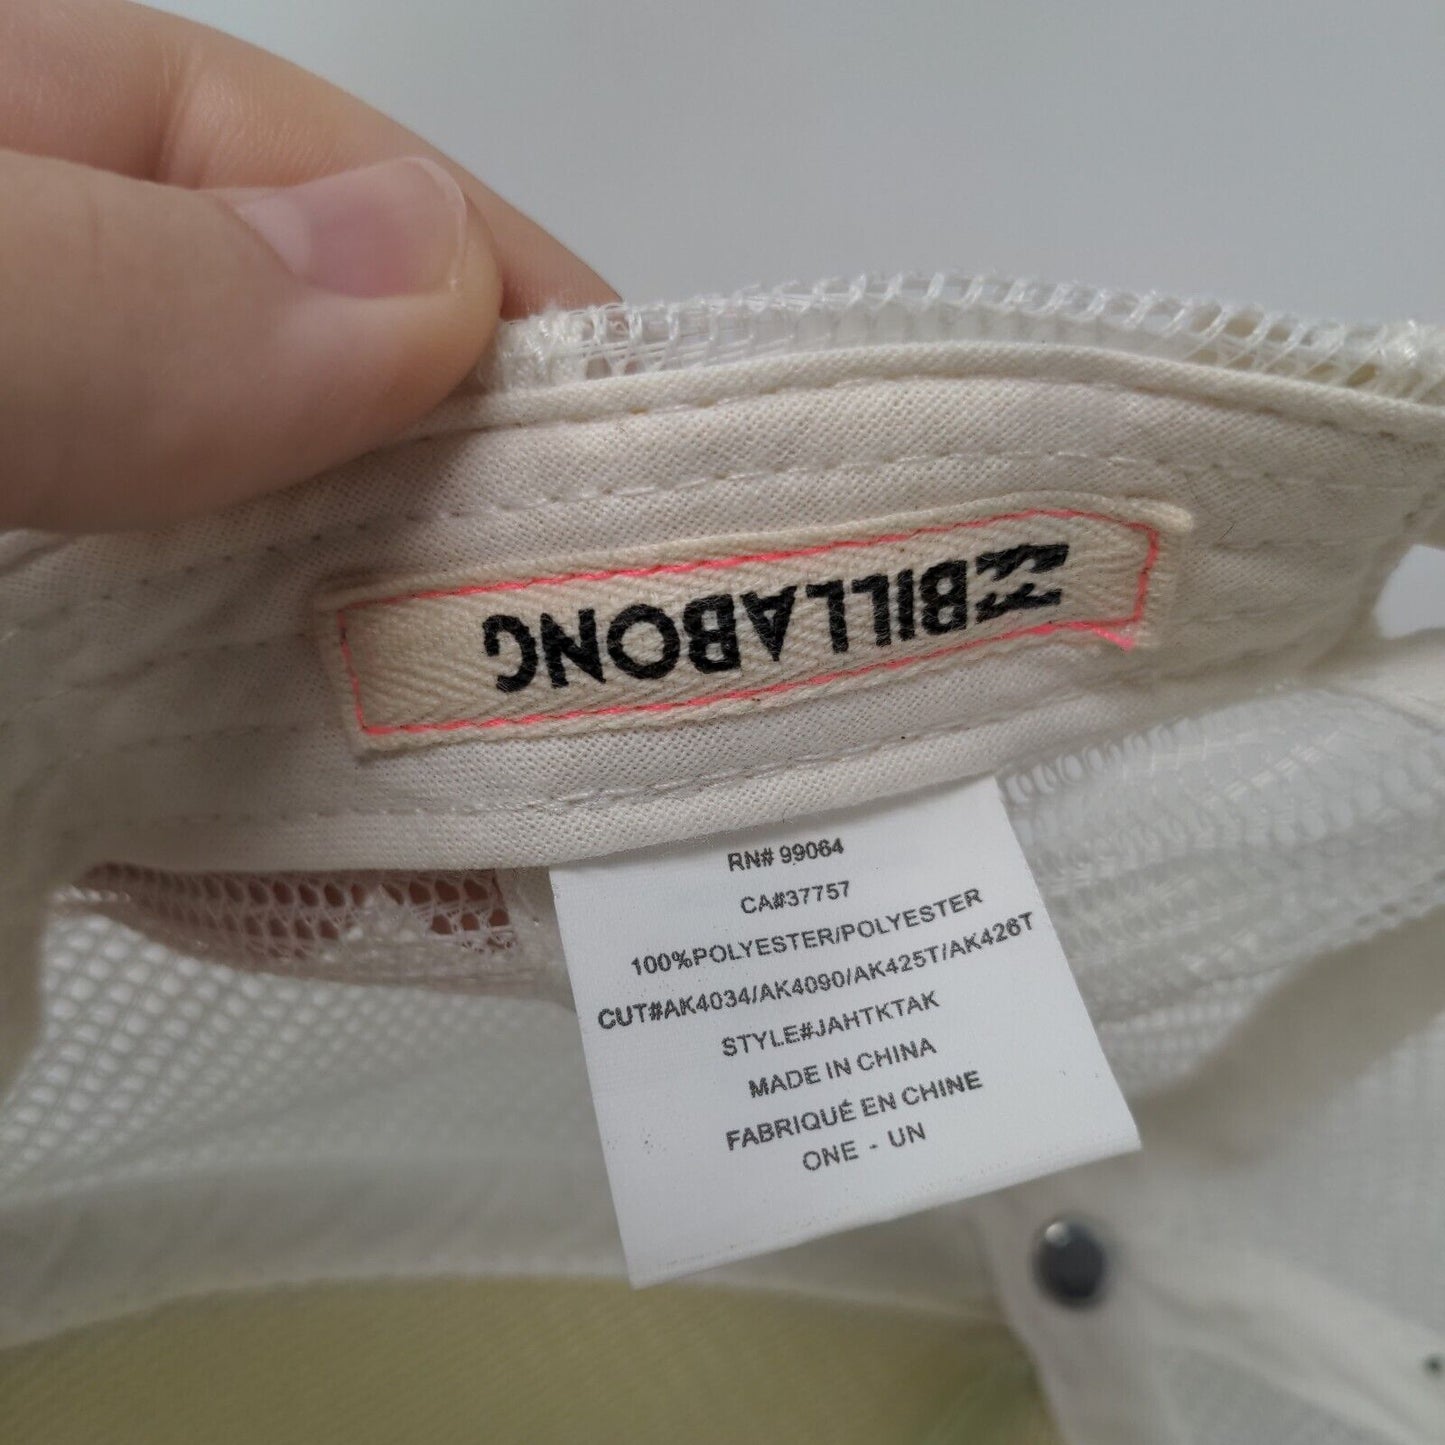 BILLABONG
RN# 99064
CA#37757
100%POLYESTER/POLYESTER
CUT#AK4034/AK4090/AK425T/AK426T
STYLE#JAHTKTAK
MADE IN CHINA
FABRIQUÉ EN CHINE
ONE - UN